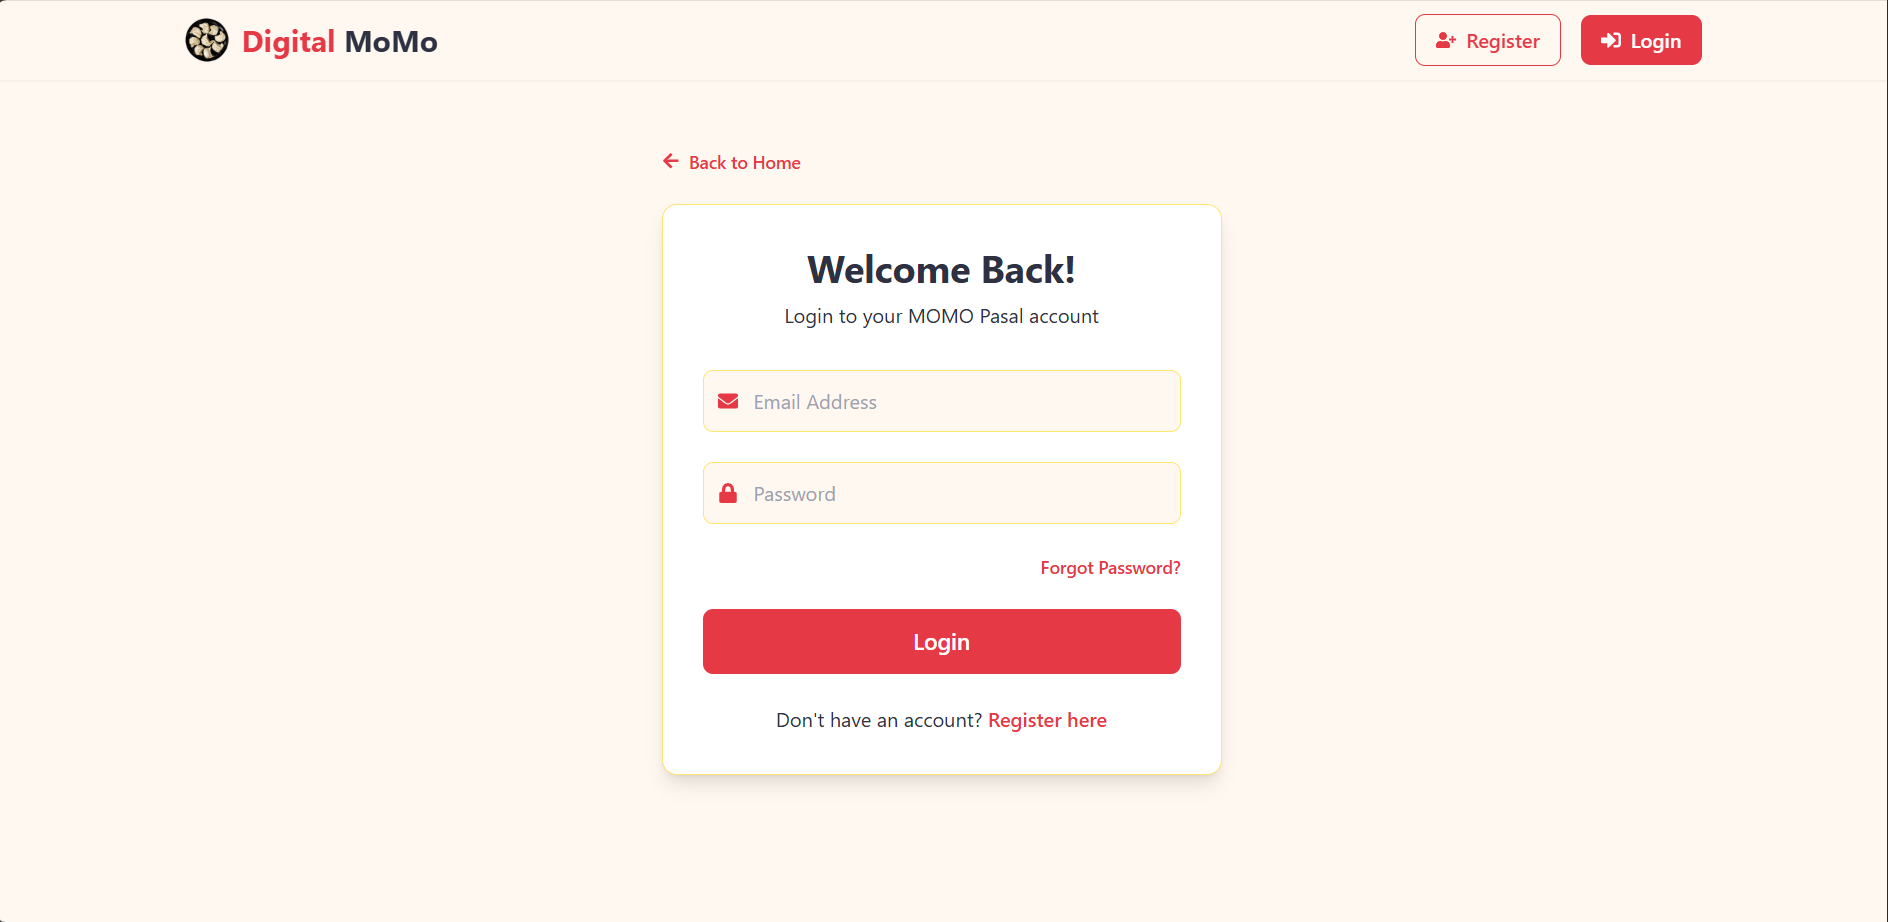 Digital MoMo
Register
Login
Back to Home
Welcome Back!
Login to your MOMO Pasal account
Email Address
Password
Forgot Password?
Login
Don't have an account? Register here